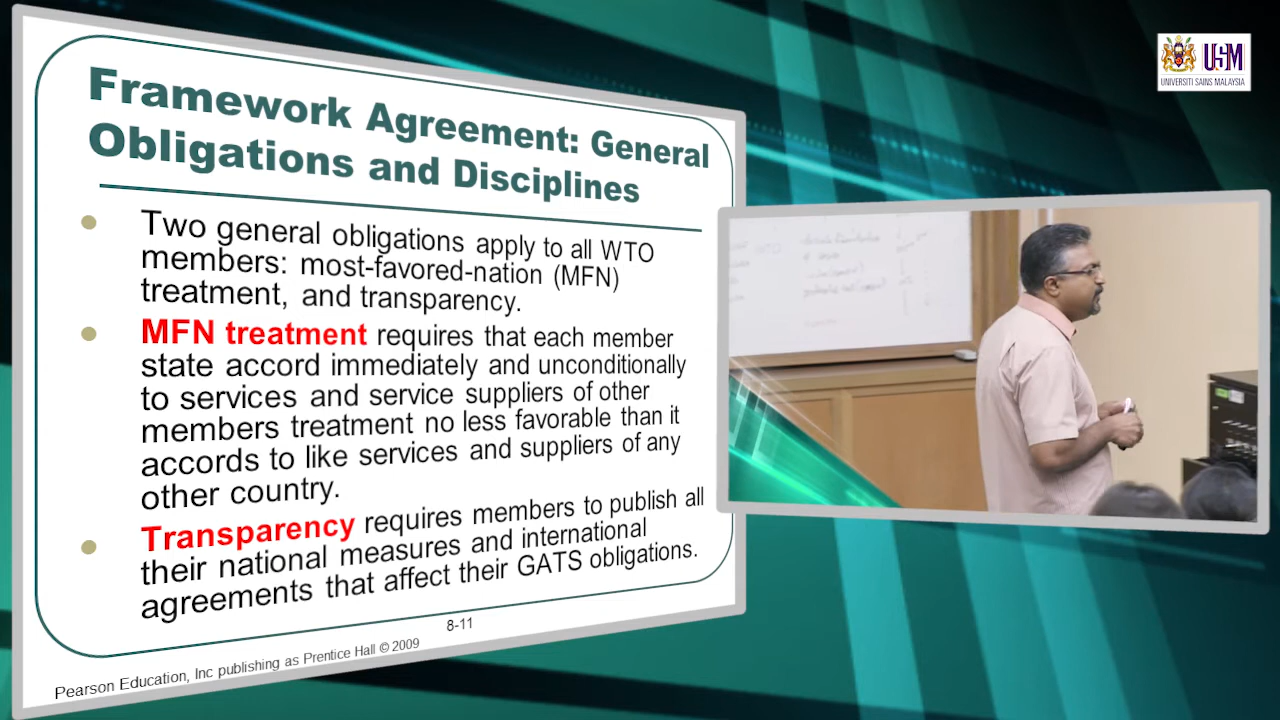 Framework Agreement: General
Obligations and Disciplines
Two general obligations apply to all WTO
members: most-favored-nation (MFN)
treatment, and transparency.
MFN treatment requires that each member
state accord immediately and unconditionally
to services and service suppliers of other
members treatment no less favorable than it
accords to like services and suppliers of any
other country.
Transparency requires members to publish all
their national measures and international
agreements that affect their GATS obligations.
8-11
Pearson Education, Inc publishing as Prentice Hall © 2009
USM
UNIVERSITI SAINS MALAYSIA